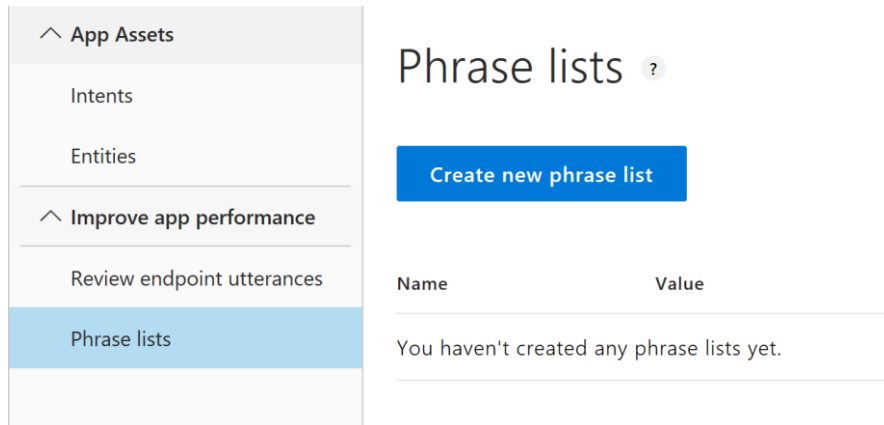 App Assets
Intents
Entities
Improve app performance
Review endpoint utterances
Phrase lists
Phrase lists ?
Create new phrase list
Name Value
You haven't created any phrase lists yet.